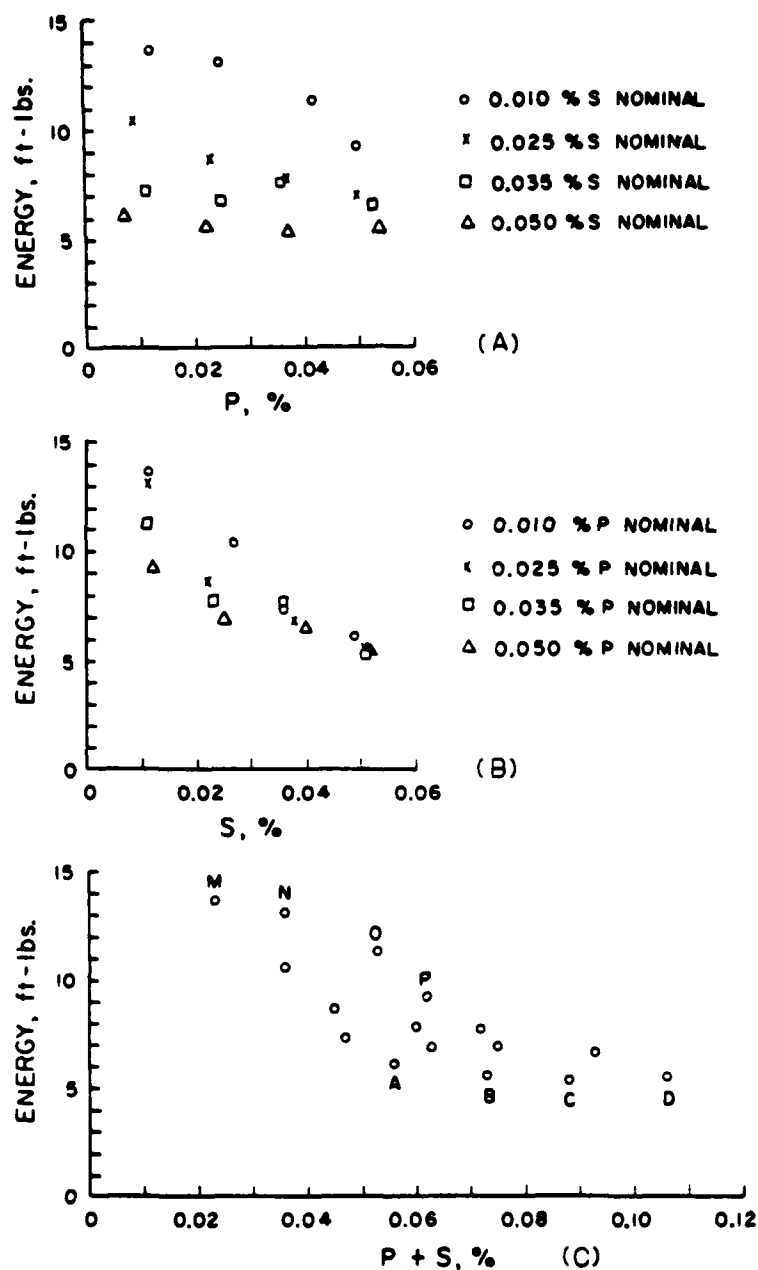 15
10
5
0
ENERGY, ft-lbs.
0 0.02 0.04 0.06
P, %
o 0.010 % S NOMINAL
x 0.025 % S NOMINAL
□ 0.035 % S NOMINAL
△ 0.050 % S NOMINAL
(A)
15
10
5
0
ENERGY, ft-lbs.
0 0.02 0.04 0.06
S, %
o 0.010 % P NOMINAL
x 0.025 % P NOMINAL
□ 0.035 % P NOMINAL
△ 0.050 % P NOMINAL
(B)
15
10
5
0
ENERGY, ft-lbs.
M
N
O
P
A
B
C
D
0 0.02 0.04 0.06 0.08 0.10 0.12
P + S, % (C)